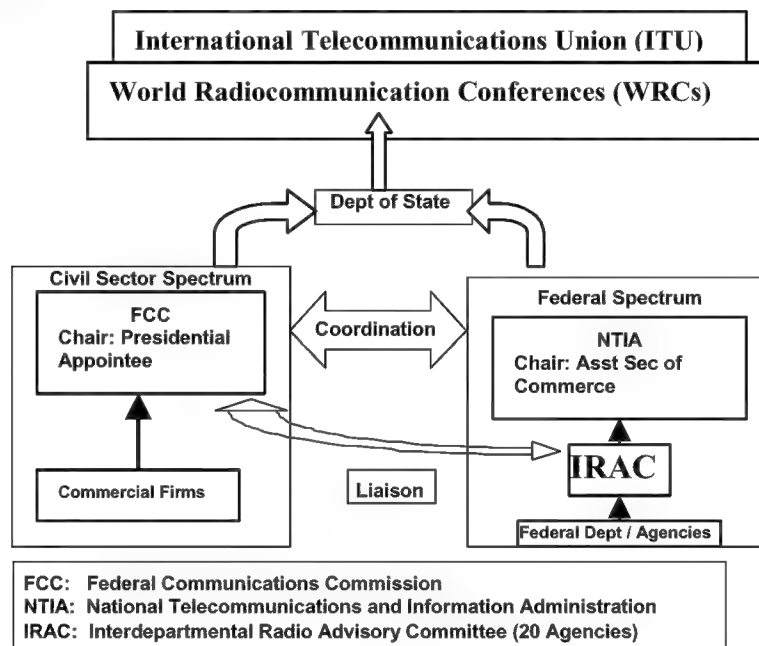 International Telecommunications Union (ITU)
World Radiocommunication Conferences (WRCs)
Dept of State
Civil Sector Spectrum
FCC
Chair: Presidential
Appointee
Commercial Firms
Coordination
Liaison
Federal Spectrum
NTIA
Chair: Asst Sec of
Commerce
IRAC
Federal Dept / Agencies
FCC: Federal Communications Commission
NTIA: National Telecommunications and Information Administration
IRAC: Interdepartmental Radio Advisory Committee (20 Agencies)